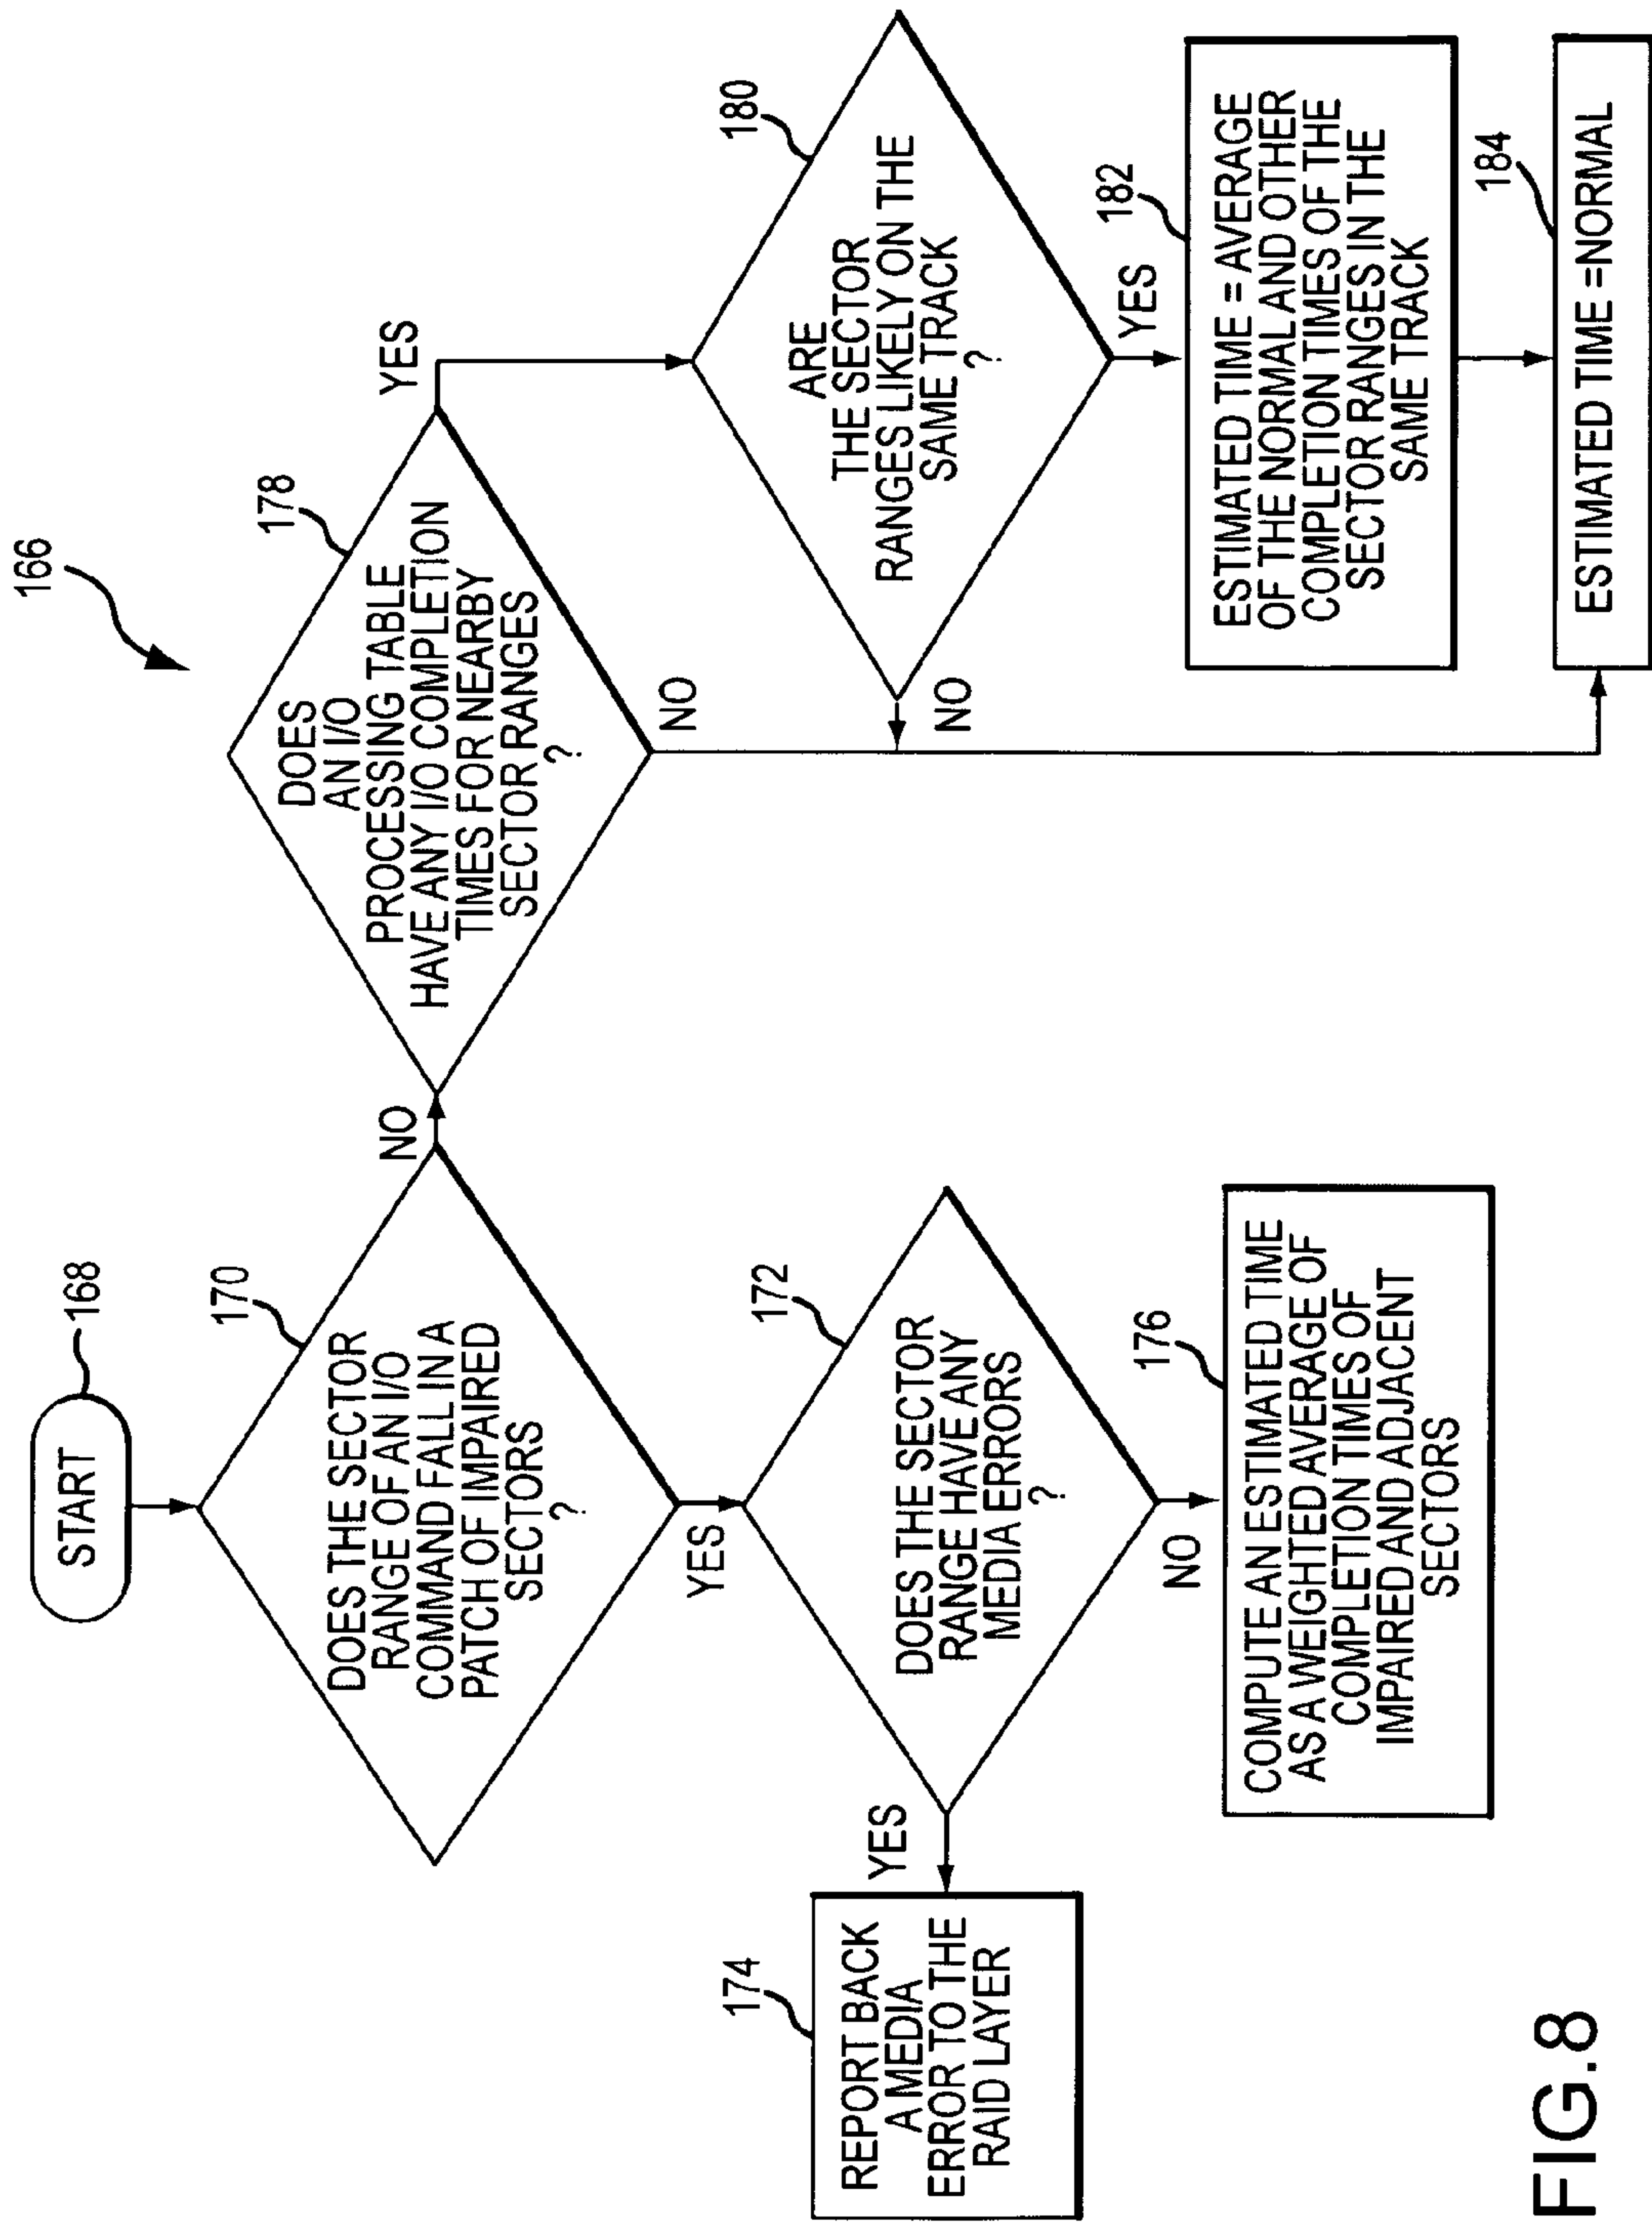 166
START
168
DOES THE SECTOR
RANGE OF AN I/O
COMMAND FALL IN A
PATCH OF IMPAIRED
SECTORS
?
170
NO
YES
DOES
AN I/O
PROCESSING TABLE
HAVE ANY I/O COMPLETION
TIMES FOR NEARBY
SECTOR RANGES
?
178
YES
NO
DOES THE SECTOR
RANGE HAVE ANY
MEDIA ERRORS
?
172
YES
NO
REPORT BACK
A MEDIA
ERROR TO THE
RAID LAYER
174
COMPUTE AN ESTIMATED TIME
AS A WEIGHTED AVERAGE OF
COMPLETION TIMES OF
IMPAIRED AND ADJACENT
SECTORS
176
ARE
THE SECTOR
RANGES LIKELY ON THE
SAME TRACK
?
180
NO
YES
ESTIMATED TIME = AVERAGE
OF THE NORMAL AND OTHER
COMPLETION TIMES OF THE
SECTOR RANGES IN THE
SAME TRACK
182
ESTIMATED TIME =NORMAL
184
FIG.8